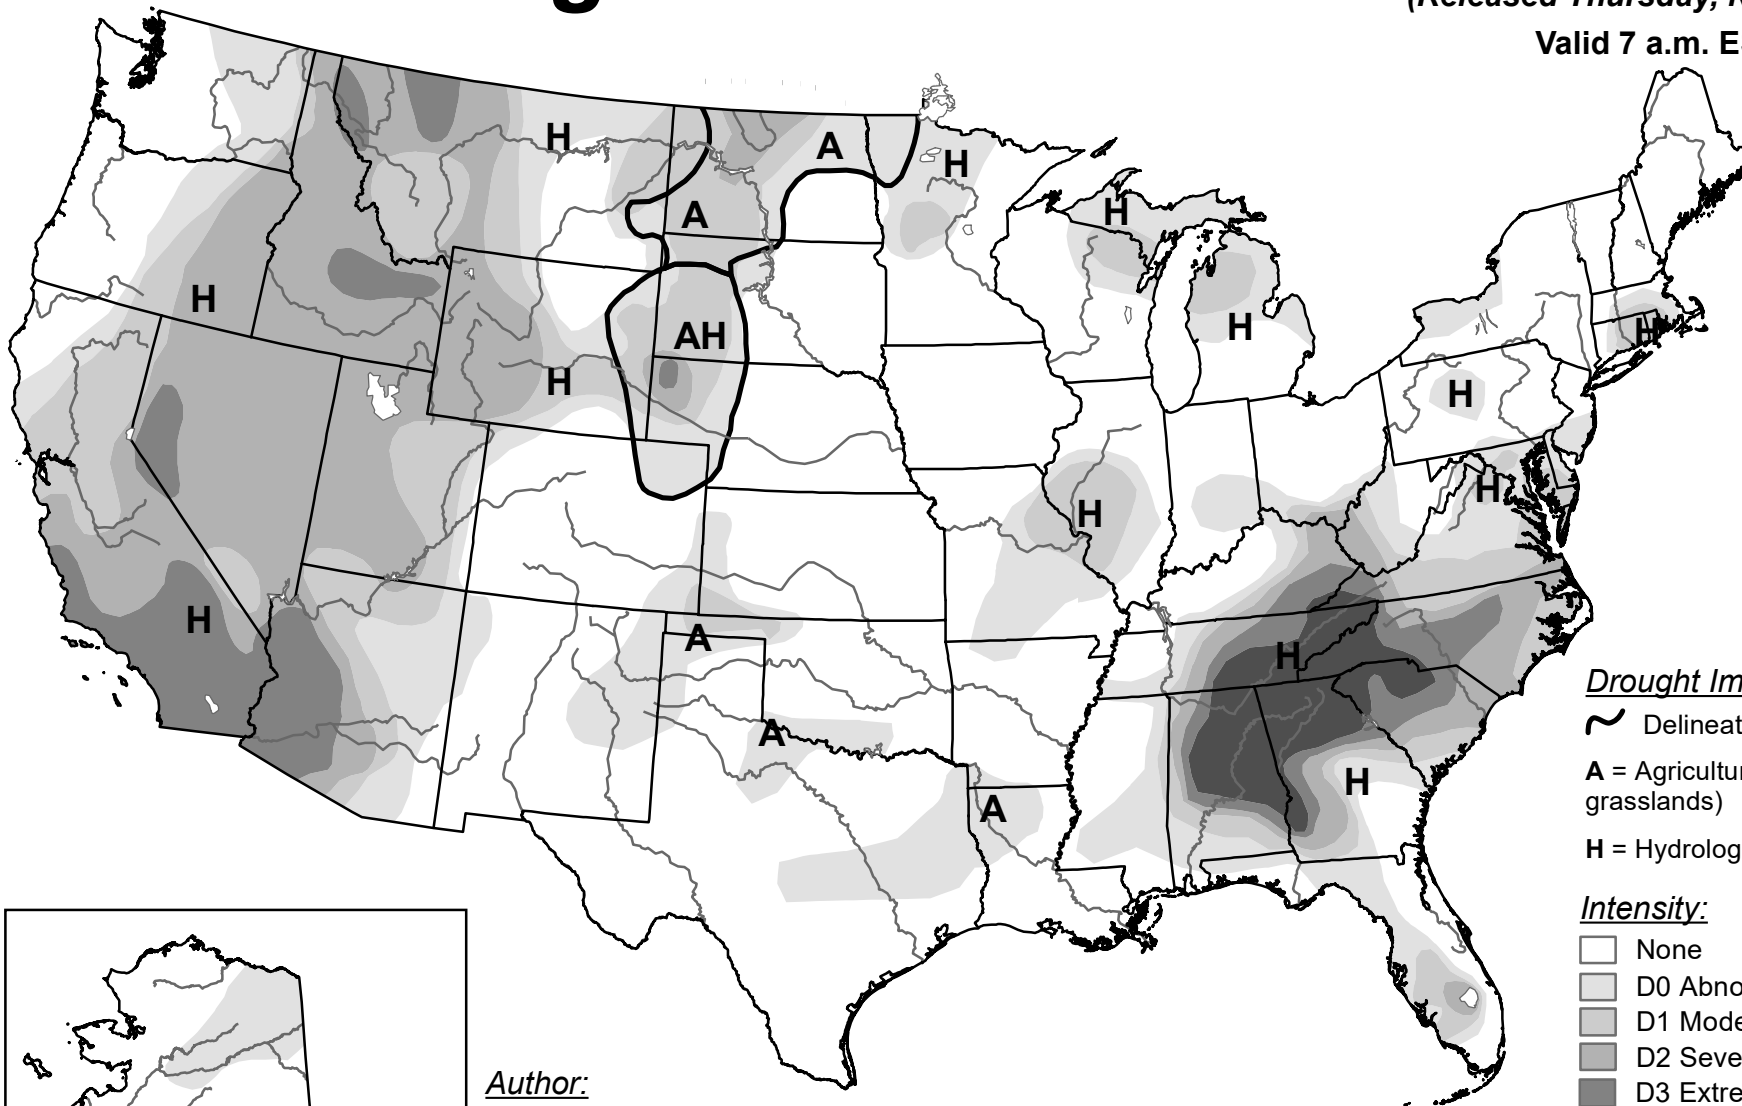 g
(Released Thursday,
Valid 7 a.m.
H
A
H
A
H
H
AH
H
H
H
H
H
H
H
H
A
H
A
H
A
Drought
Delineat
A = Agricultur
grasslands)
H = Hydrolog
Intensity:
None
D0 Abno
D1 Mode
D2 Seve
D3 Extre
Author: